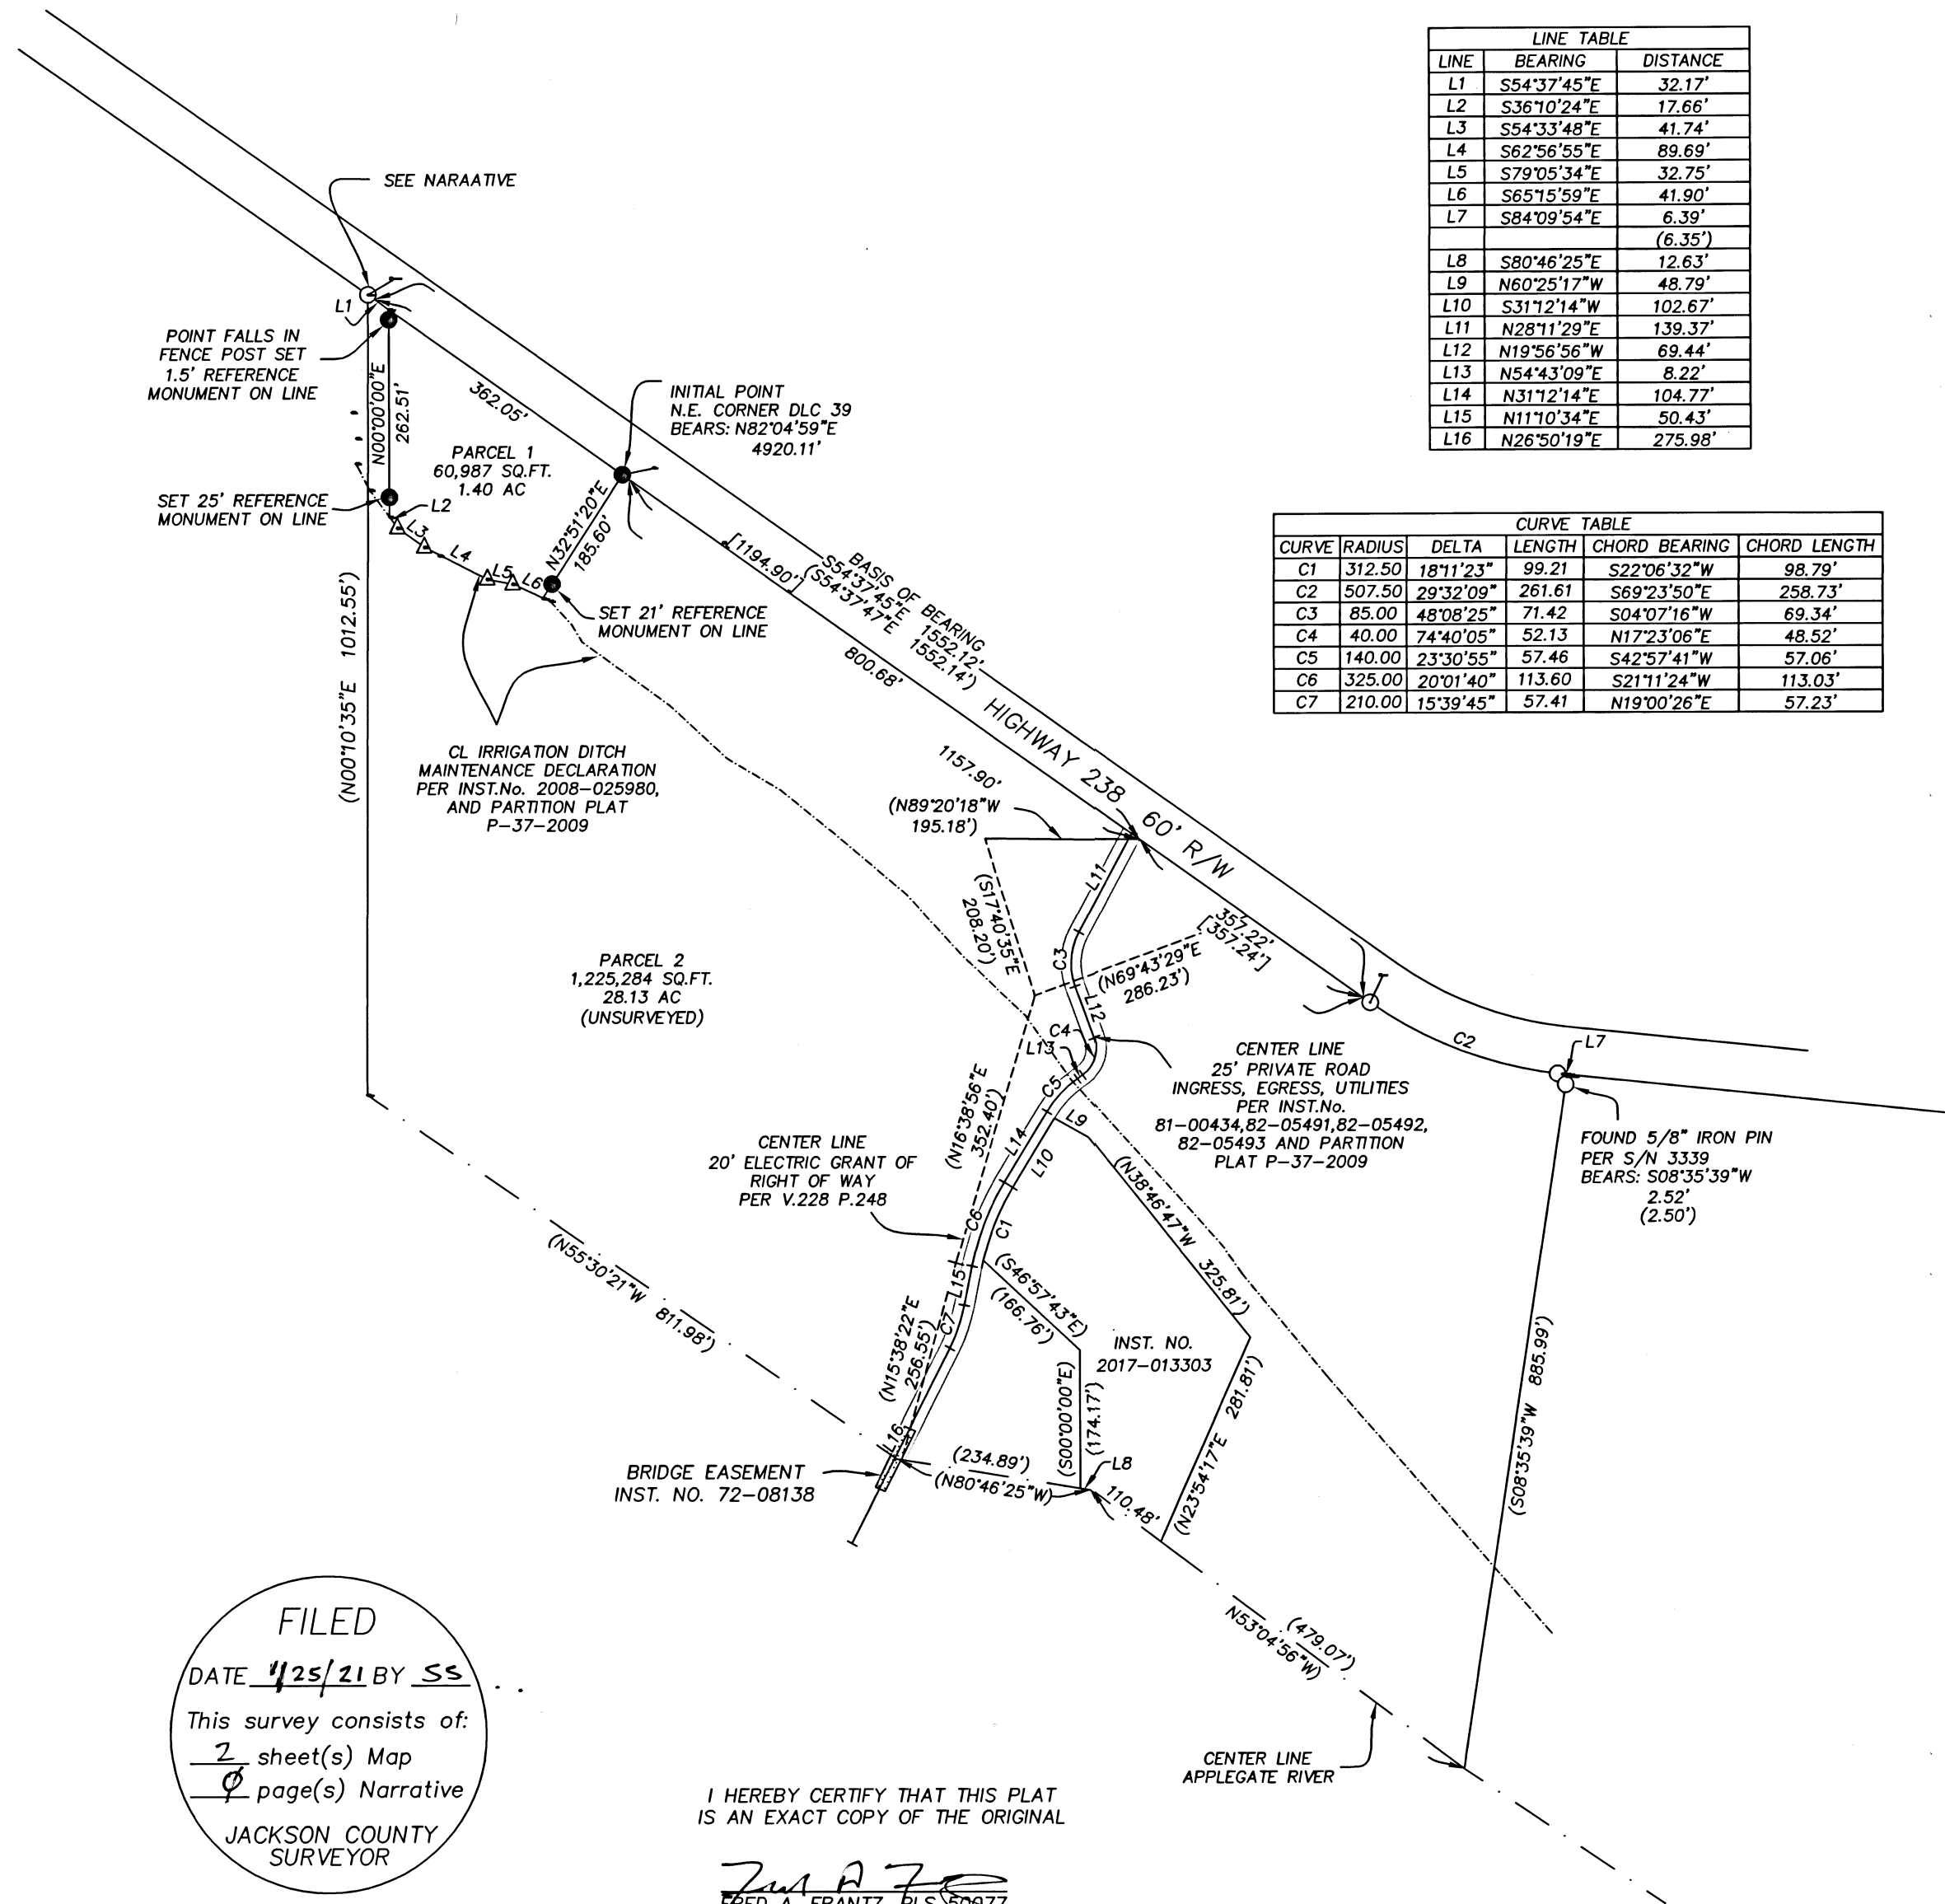 LINE TABLE
LINE BEARING DISTANCE
L1 S54°37'45"E 32.17'
L2 S36°10'24"E 17.66'
L3 S54°33'48"E 41.74'
L4 S62°56'55"E 89.69'
L5 S79°05'34"E 32.75'
L6 S65°15'59"E 41.90'
L7 S84°09'54"E 6.39'
(6.35')
L8 S80°46'25"E 12.63'
L9 N60°25'17"W 48.79'
L10 S31°12'14"W 102.67'
L11 N28°11'29"E 139.37'
L12 N19°56'56"W 69.44'
L13 N54°43'09"E 8.22'
L14 N31°12'14"E 104.77'
L15 N11°10'34"E 50.43'
L16 N26°50'19"E 275.98'
CURVE TABLE
CURVE RADIUS DELTA LENGTH CHORD BEARING CHORD LENGTH
C1 312.50 18°11'23" 99.21 S22°06'32"W 98.79'
C2 507.50 29°32'09" 261.61 S69°23'50"E 258.73'
C3 85.00 48°08'25" 71.42 S04°07'16"W 69.34'
C4 40.00 74°40'05" 52.13 N17°23'06"E 48.52'
C5 140.00 23°30'55" 57.46 S42°57'41"W 57.06'
C6 325.00 20°01'40" 113.60 S21°11'24"W 113.03'
C7 210.00 15°39'45" 57.41 N19°00'26"E 57.23'
SEE NARAATIVE
L1
POINT FALLS IN
FENCE POST SET
1.5' REFERENCE
MONUMENT ON LINE
N00°00'00"E
262.51'
362.05'
INITIAL POINT
N.E. CORNER DLC 39
BEARS: N82°04'59"E
4920.11'
PARCEL 1
60,987 SQ.FT.
1.40 AC
SET 25' REFERENCE
MONUMENT ON LINE
L2
L3
L4
L5
L6
N32°51'20"E
185.60'
SET 21' REFERENCE
MONUMENT ON LINE
[1194.90']
BASIS OF BEARING
S54°37'45"E 1552.12'
(S54°37'47"E 1552.14')
800.68'
HIGHWAY 238 60' R/W
(N00°10'35"E 1012.55')
CL IRRIGATION DITCH
MAINTENANCE DECLARATION
PER INST.No. 2008-025980,
AND PARTITION PLAT
P-37-2009
1157.90'
(N89°20'18"W
195.18')
L11
(S17°40'35"E
208.20')
C3
357.22'
[357.24']
(N69°43'29"E
286.23')
L12
C4
L13
C2
L7
PARCEL 2
1,225,284 SQ.FT.
28.13 AC
(UNSURVEYED)
CENTER LINE
25' PRIVATE ROAD
INGRESS, EGRESS, UTILITIES
PER INST.No.
81-00434,82-05491,82-05492,
82-05493 AND PARTITION
PLAT P-37-2009
C5
L9
(N16°38'56"E
352.40')
L14
L10
CENTER LINE
20' ELECTRIC GRANT OF
RIGHT OF WAY
PER V.228 P.248
FOUND 5/8" IRON PIN
PER S/N 3339
BEARS: S08°35'39"W
2.52'
(2.50')
(N38°46'47"W 325.81')
C6
C1
(N55°30'21"W 811.98')
L15
(S46°57'43"E)
(166.76')
C7
(N15°38'22"E
256.55')
INST. NO.
2017-013303
(S00°00'00"E)
(174.17')
(N23°54'17"E 281.81')
(S08°35'39"W 885.99')
L16
(234.89')
(N80°46'25"W)
L8
110.48'
BRIDGE EASEMENT
INST. NO. 72-08138
(479.07')
N53°04'56"W)
CENTER LINE
APPLEGATE RIVER
FILED
DATE 1/25/21 BY SS
This survey consists of:
2 sheet(s) Map
0 page(s) Narrative
JACKSON COUNTY
SURVEYOR
I HEREBY CERTIFY THAT THIS PLAT
IS AN EXACT COPY OF THE ORIGINAL
FRED A. FRANTZ PLS 50077